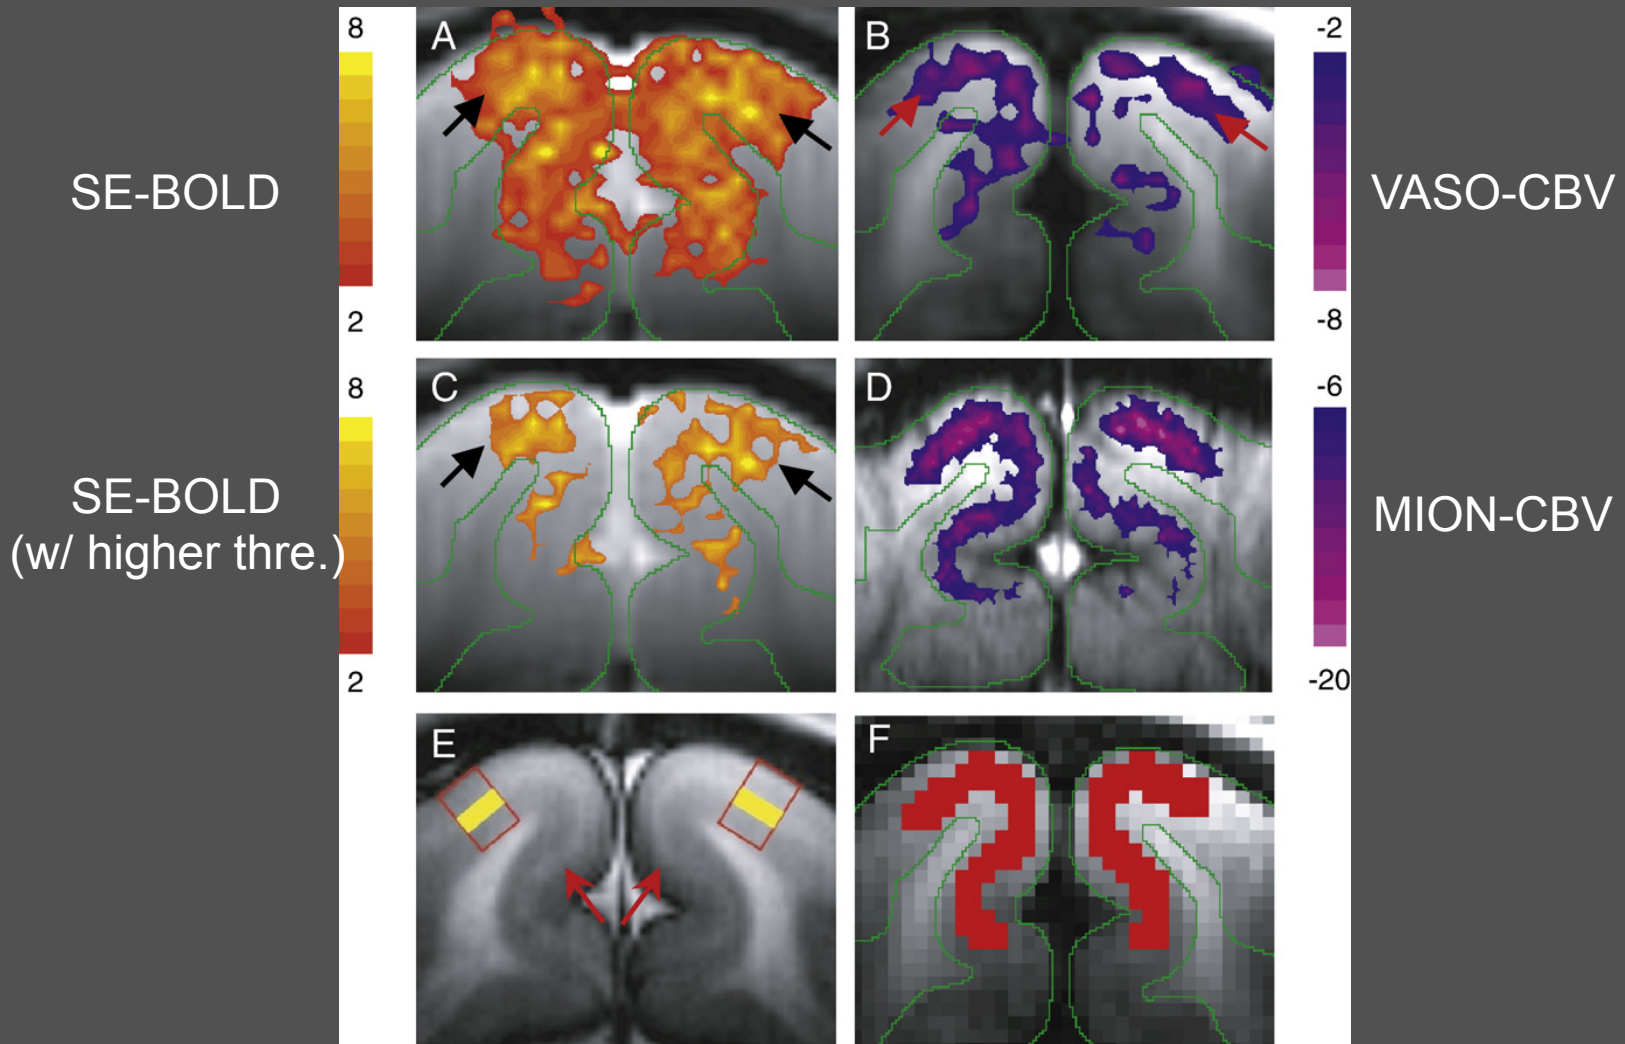 8
A
B
-2
SE-BOLD
VASO-CBV
2
-8
8
C
D
-6
SE-BOLD
(w/ higher thre.)
MION-CBV
2
-20
E
F